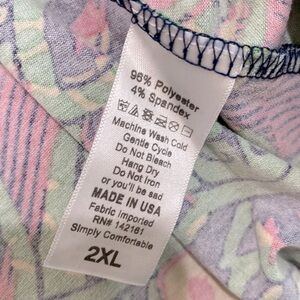 96% Polyester
4% Spandex
Machine Wash Cold
Gentle Cycle
Do Not Bleach
Hang Dry
Do Not Iron
or you'll be sad
MADE IN USA
Fabric Imported
RN# 142161
Simply Comfortable
2XL